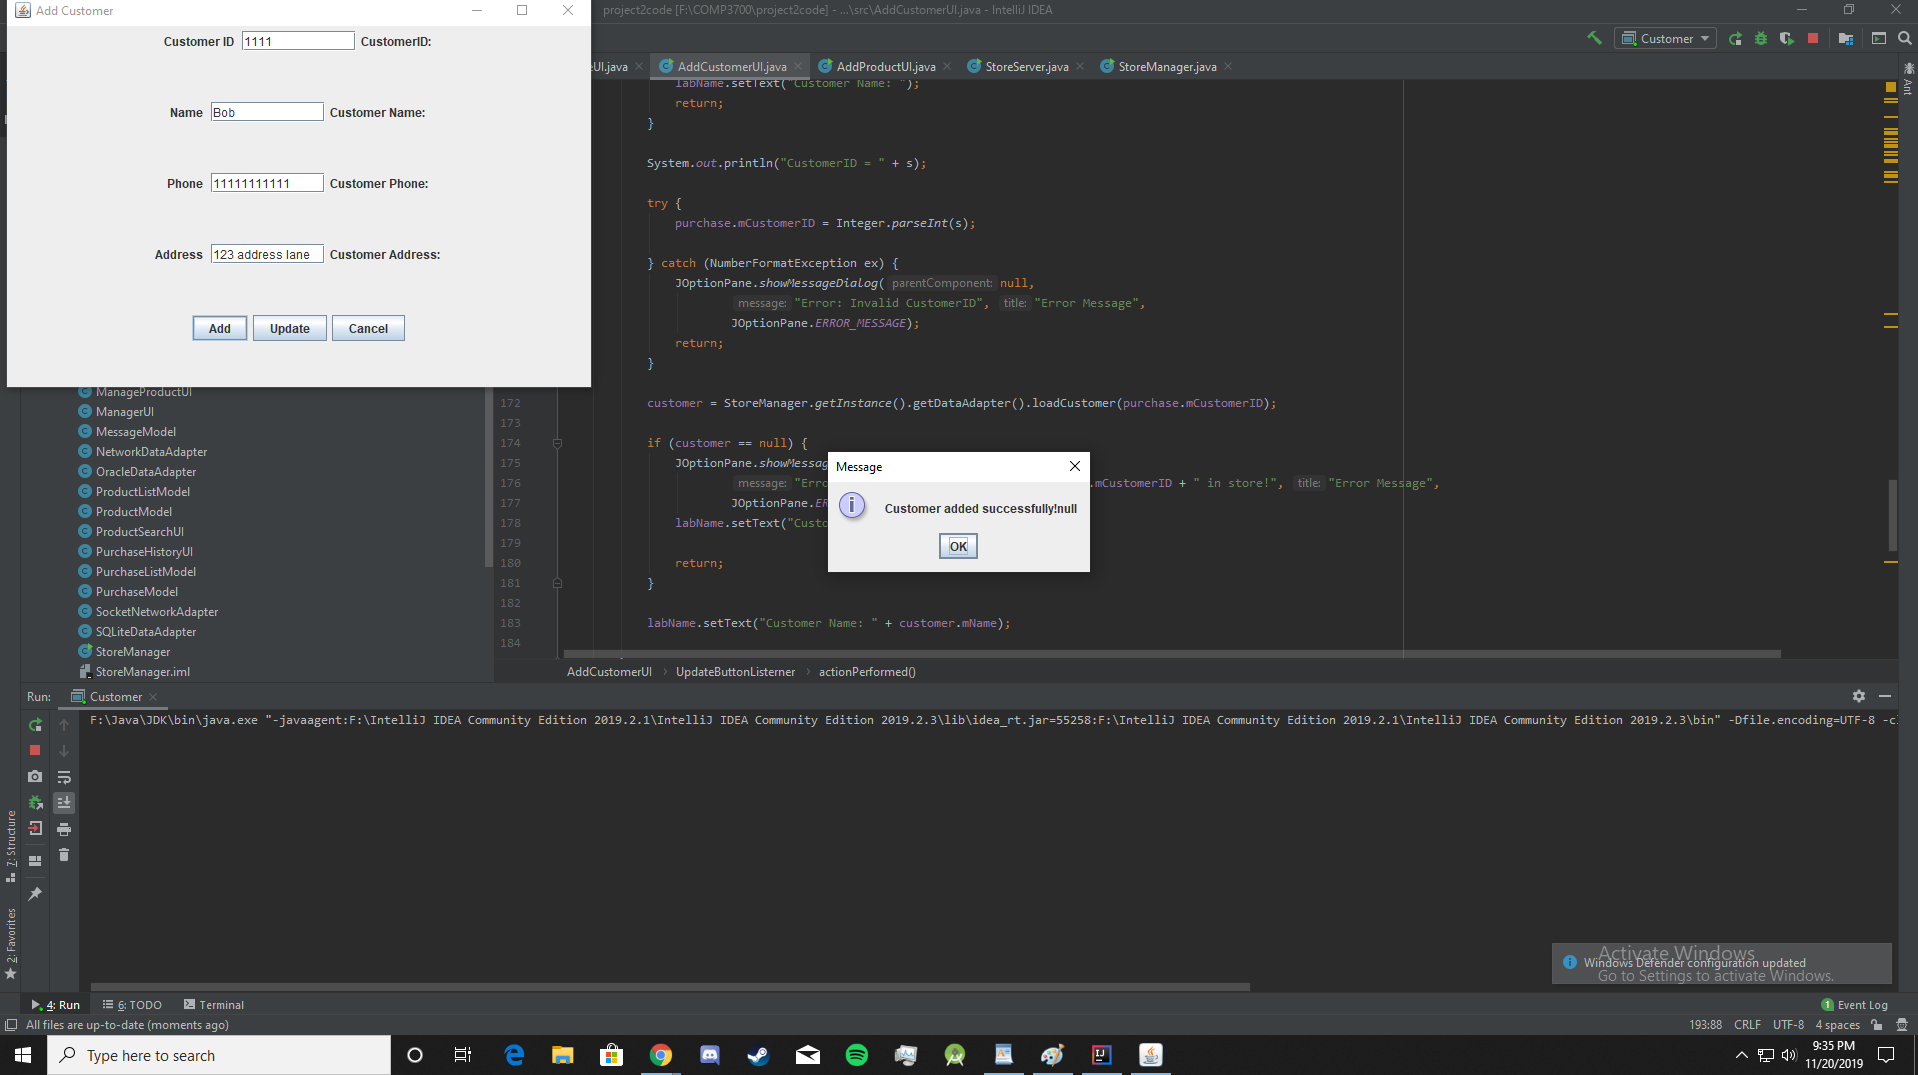 Add Customer
project2code [F:\COMP3700\project2code] - ...\src\AddCustomerUI.java - IntelliJ IDEA
Customer
Customer ID 1111 CustomerID:
Name Bob Customer Name:
Phone 11111111111 Customer Phone:
Address 123 address lane Customer Address:
Add Update Cancel
eUI.java AddCustomerUI.java AddProductUI.java StoreServer.java StoreManager.java
Ant
labName.setText("Customer Name: ");
return;
}
System.out.println("CustomerID = " + s);
try {
purchase.mCustomerID = Integer.parseInt(s);
} catch (NumberFormatException ex) {
JOptionPane.showMessageDialog( parentComponent: null,
message: "Error: Invalid CustomerID", title: "Error Message",
JOptionPane.ERROR_MESSAGE);
return;
}
172 customer = StoreManager.getInstance().getDataAdapter().loadCustomer(purchase.mCustomerID);
173
174 if (customer == null) {
175 JOptionPane.showMessag
176 message: "Erro .mCustomerID + " in store!", title: "Error Message",
177 JOptionPane.ER
178 labName.setText("Custo
179
180 return;
181 }
182
183 labName.setText("Customer Name: " + customer.mName);
184
Message
Customer added successfully!null
OK
ManageProductUI
ManagerUI
MessageModel
NetworkDataAdapter
OracleDataAdapter
ProductListModel
ProductModel
ProductSearchUI
PurchaseHistoryUI
PurchaseListModel
PurchaseModel
SocketNetworkAdapter
SQLiteDataAdapter
StoreManager
StoreManager.iml
AddCustomerUI UpdateButtonListerner actionPerformed()
Run: Customer
F:\Java\JDK\bin\java.exe "-javaagent:F:\IntelliJ IDEA Community Edition 2019.2.1\IntelliJ IDEA Community Edition 2019.2.3\lib\idea_rt.jar=55258:F:\IntelliJ IDEA Community Edition 2019.2.1\IntelliJ IDEA Community Edition 2019.2.3\bin" -Dfile.encoding=UTF-8 -cl
7: Structure
2: Favorites
Activate Windows
Windows Defender configuration updated
Go to Settings to activate Windows.
4: Run 6: TODO Terminal
1 Event Log
All files are up-to-date (moments ago)
193:88 CRLF UTF-8 4 spaces
Type here to search
9:35 PM
11/20/2019